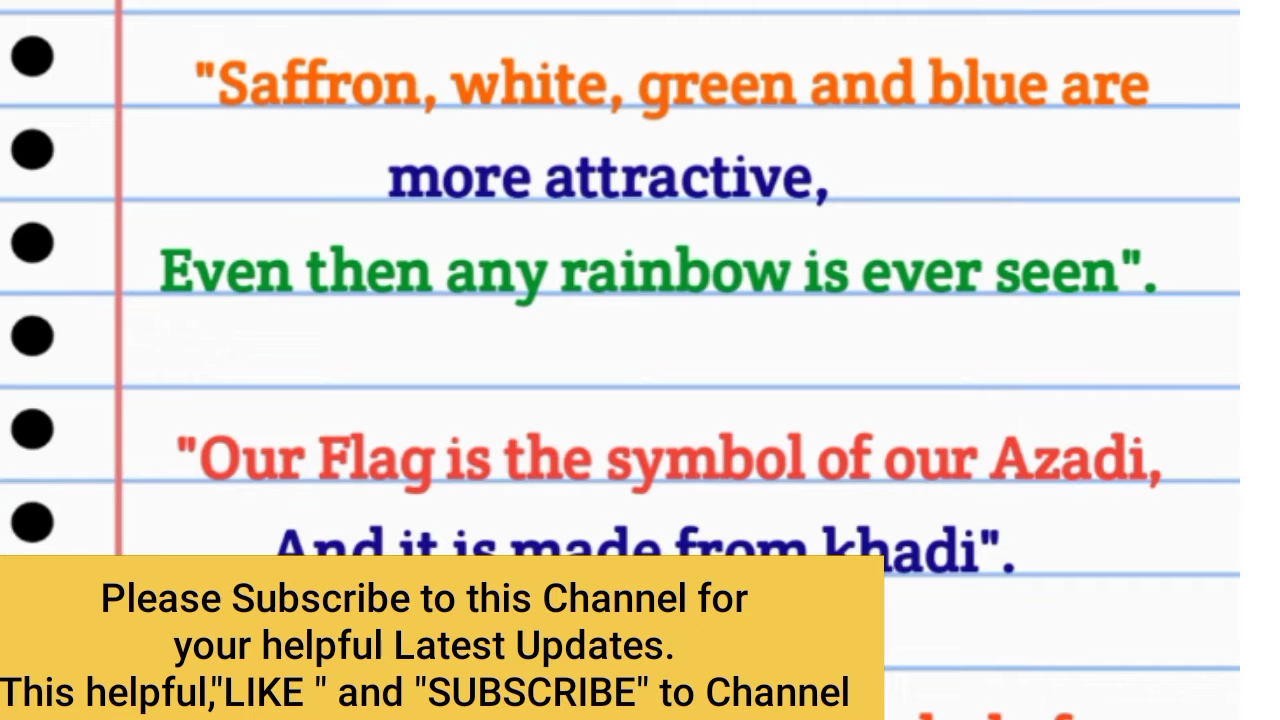 "Saffron, white, green and blue are
more attractive,
Even then any rainbow is ever seen".
"Our Flag is the symbol of our Azadi,
And it is made from khadi".
Please Subscribe to this Channel for
your helpful Latest Updates.
This helpful,"LIKE " and "SUBSCRIBE" to Channel